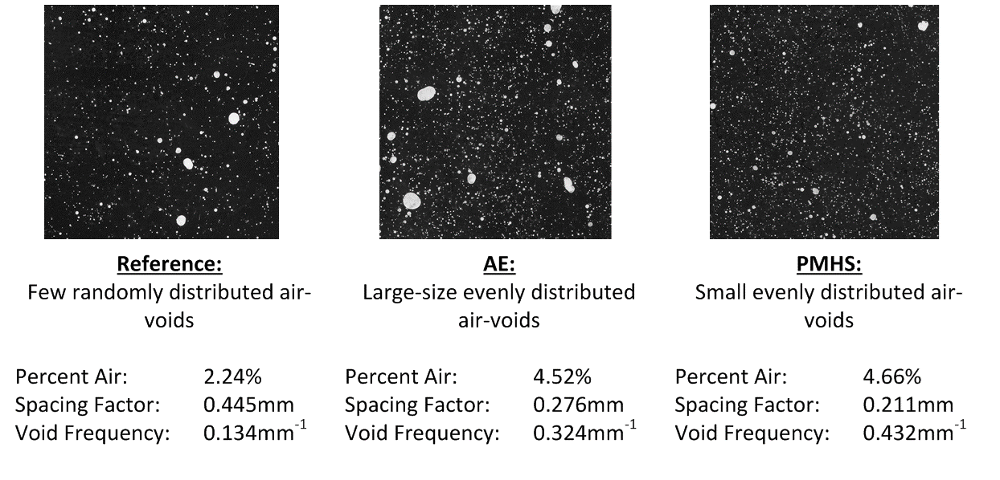 Reference:
Few randomly distributed air-
voids
Percent Air: 2.24%
Spacing Factor: 0.445mm
Void Frequency: 0.134mm⁻¹
AE:
Large-size evenly distributed
air-voids
Percent Air: 4.52%
Spacing Factor: 0.276mm
Void Frequency: 0.324mm⁻¹
PMHS:
Small evenly distributed air-
voids
Percent Air: 4.66%
Spacing Factor: 0.211mm
Void Frequency: 0.432mm⁻¹